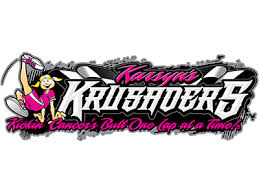 Karsyn's
KRUSADERS
Kickin' Cancer's Butt One Lap at a Time!!